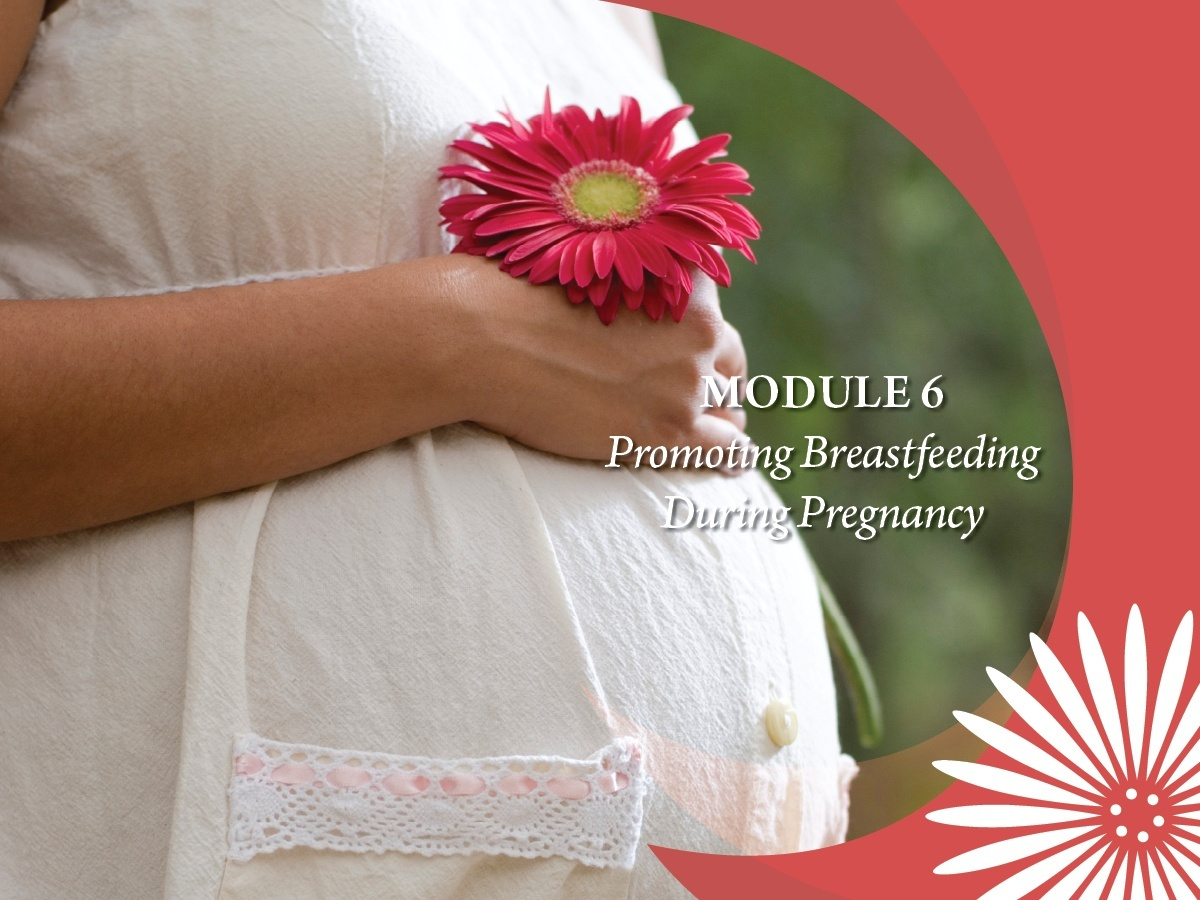 MODULE 6
Promoting Breastfeeding
During Pregnancy